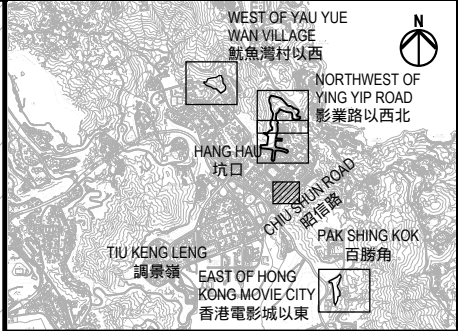 WEST OF YAU YUE
WAN VILLAGE
魷魚灣村以西
N
NORTHWEST OF
YING YIP ROAD
影業路以西北
HANG HAU
坑口
CHIU SHUN ROAD
昭信路
PAK SHING KOK
百勝角
TIU KENG LENG
調景嶺
EAST OF HONG
KONG MOVIE CITY
香港電影城以東